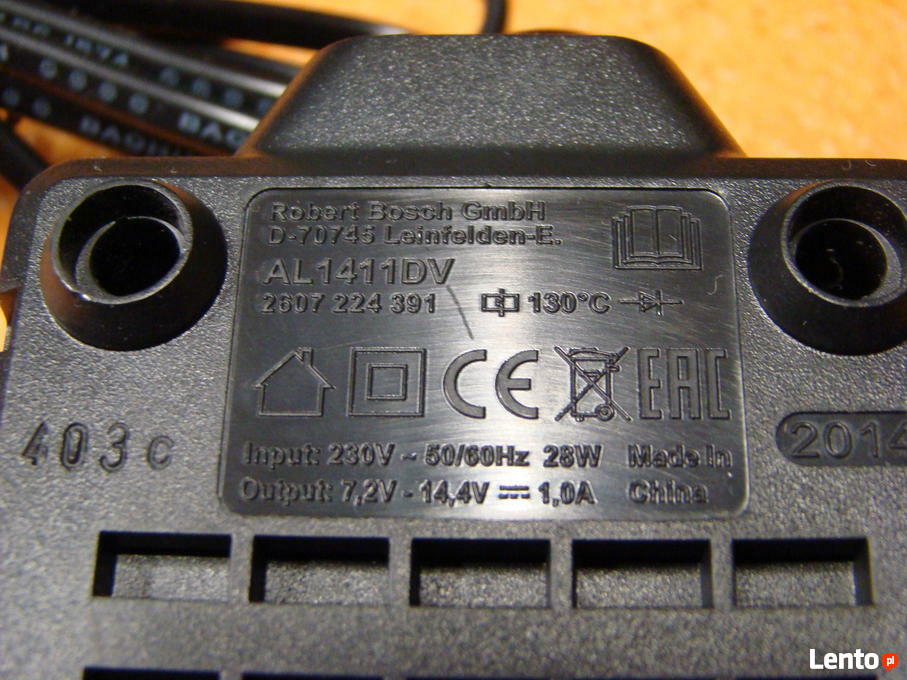 Robert Bosch GmbH
D-70745 Leinfelden-E.
AL1411DV
2607 224 391 130°C
CE EAC
403c
2014
Input: 230V ~ 50/60Hz 28W Made In
Output: 7,2V - 14,4V ⎓ 1,0A China
Lento.pl